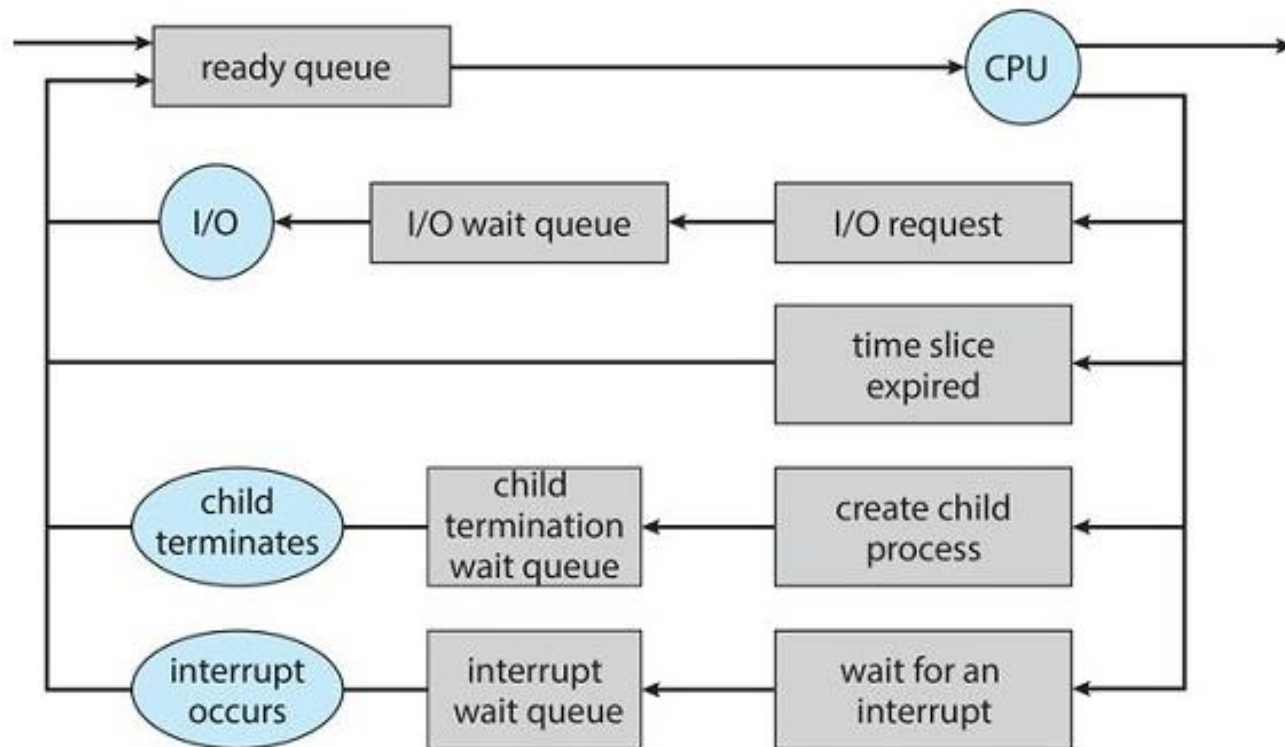 ready queue
CPU
I/O
I/O wait queue
I/O request
time slice
expired
child
terminates
child
termination
wait queue
create child
process
interrupt
occurs
interrupt
wait queue
wait for an
interrupt